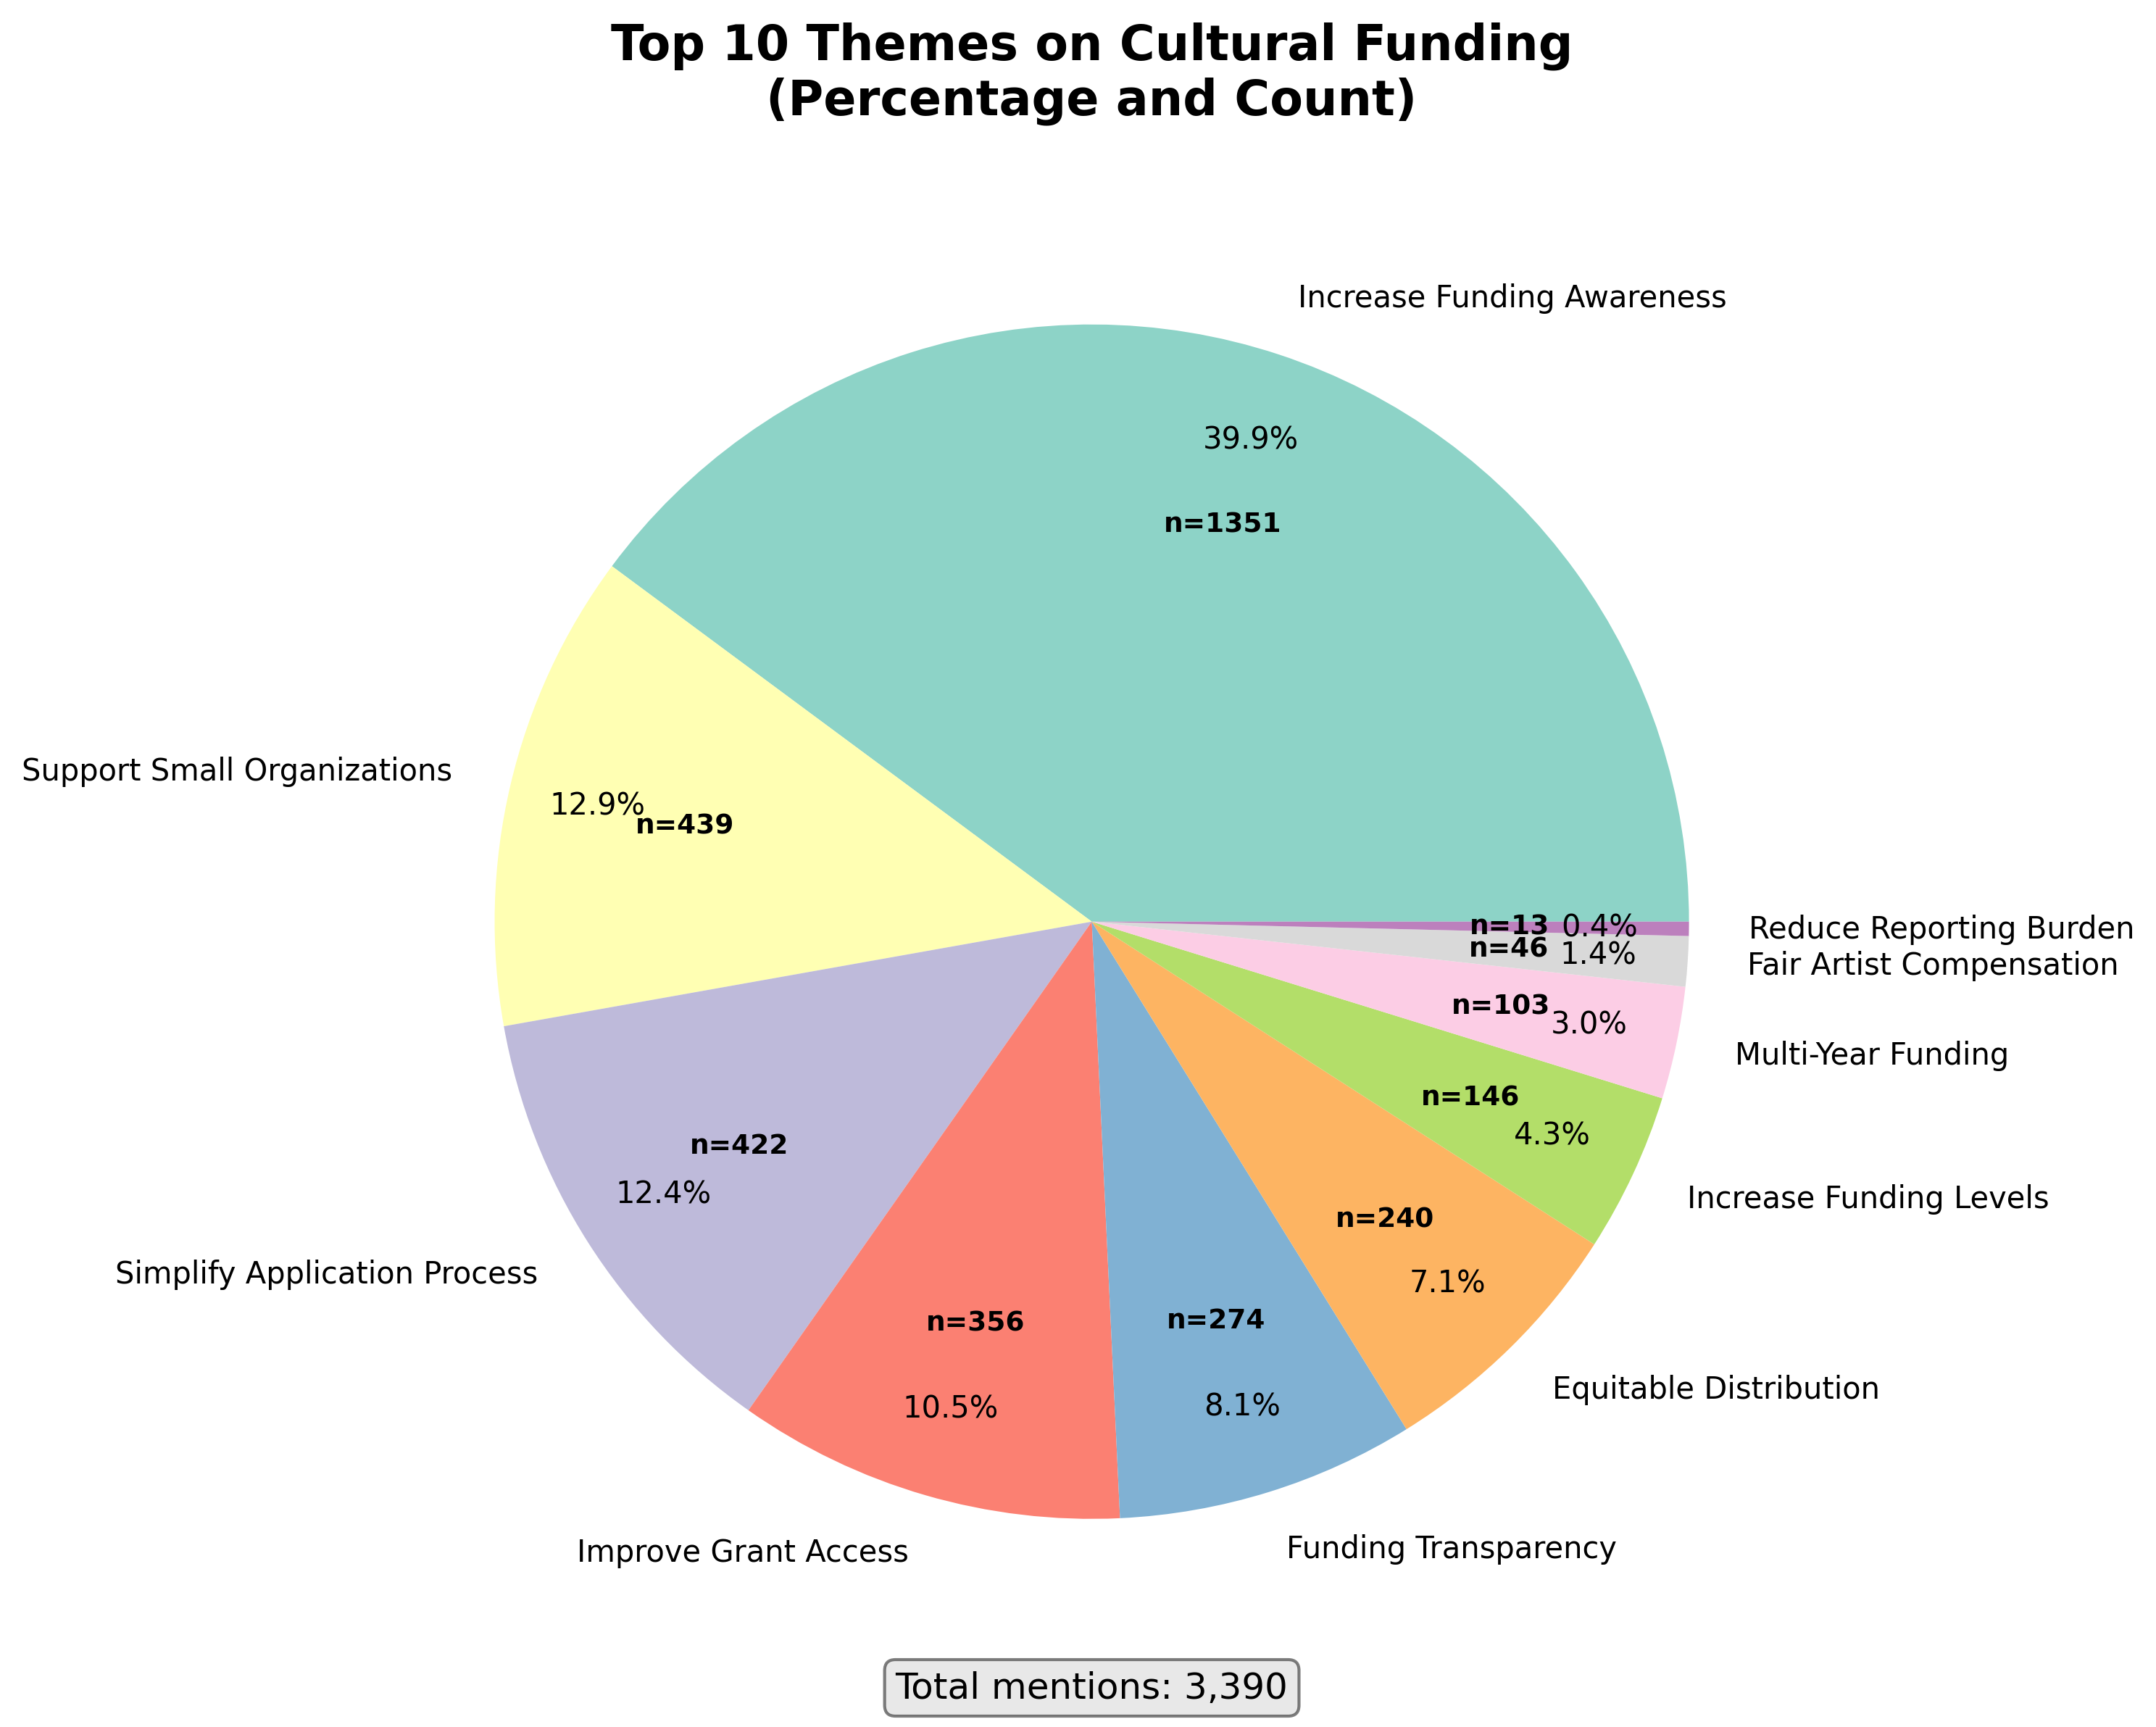 Top 10 Themes on Cultural Funding
(Percentage and Count)
Increase Funding Awareness
39.9%
n=1351
Support Small Organizations
12.9%
n=439
Simplify Application Process
12.4%
n=422
Improve Grant Access
10.5%
n=356
Funding Transparency
8.1%
n=274
Equitable Distribution
7.1%
n=240
Increase Funding Levels
4.3%
n=146
Multi-Year Funding
3.0%
n=103
Fair Artist Compensation
1.4%
n=46
Reduce Reporting Burden
0.4%
n=13
Total mentions: 3,390